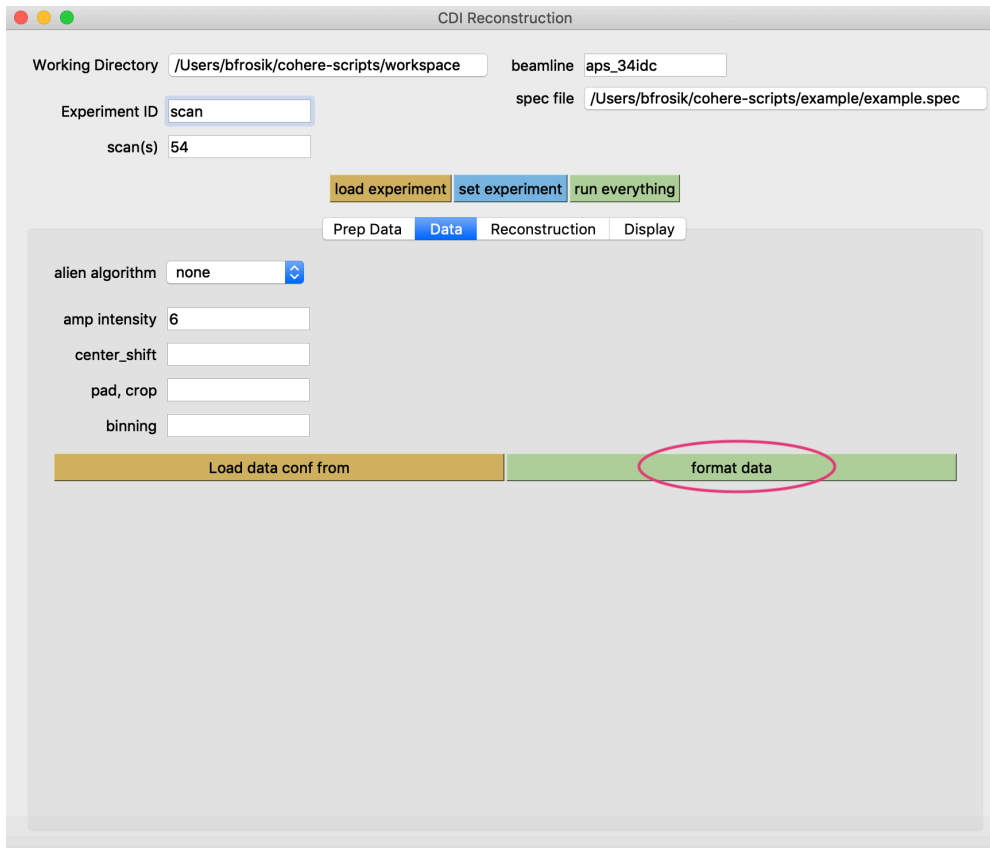 CDI Reconstruction
Working Directory /Users/bfrosik/cohere-scripts/workspace beamline aps_34idc
spec file /Users/bfrosik/cohere-scripts/example/example.spec
Experiment ID scan
scan(s) 54
load experiment set experiment run everything
Prep Data Data Reconstruction Display
alien algorithm none
amp intensity 6
center_shift
pad, crop
binning
Load data conf from format data